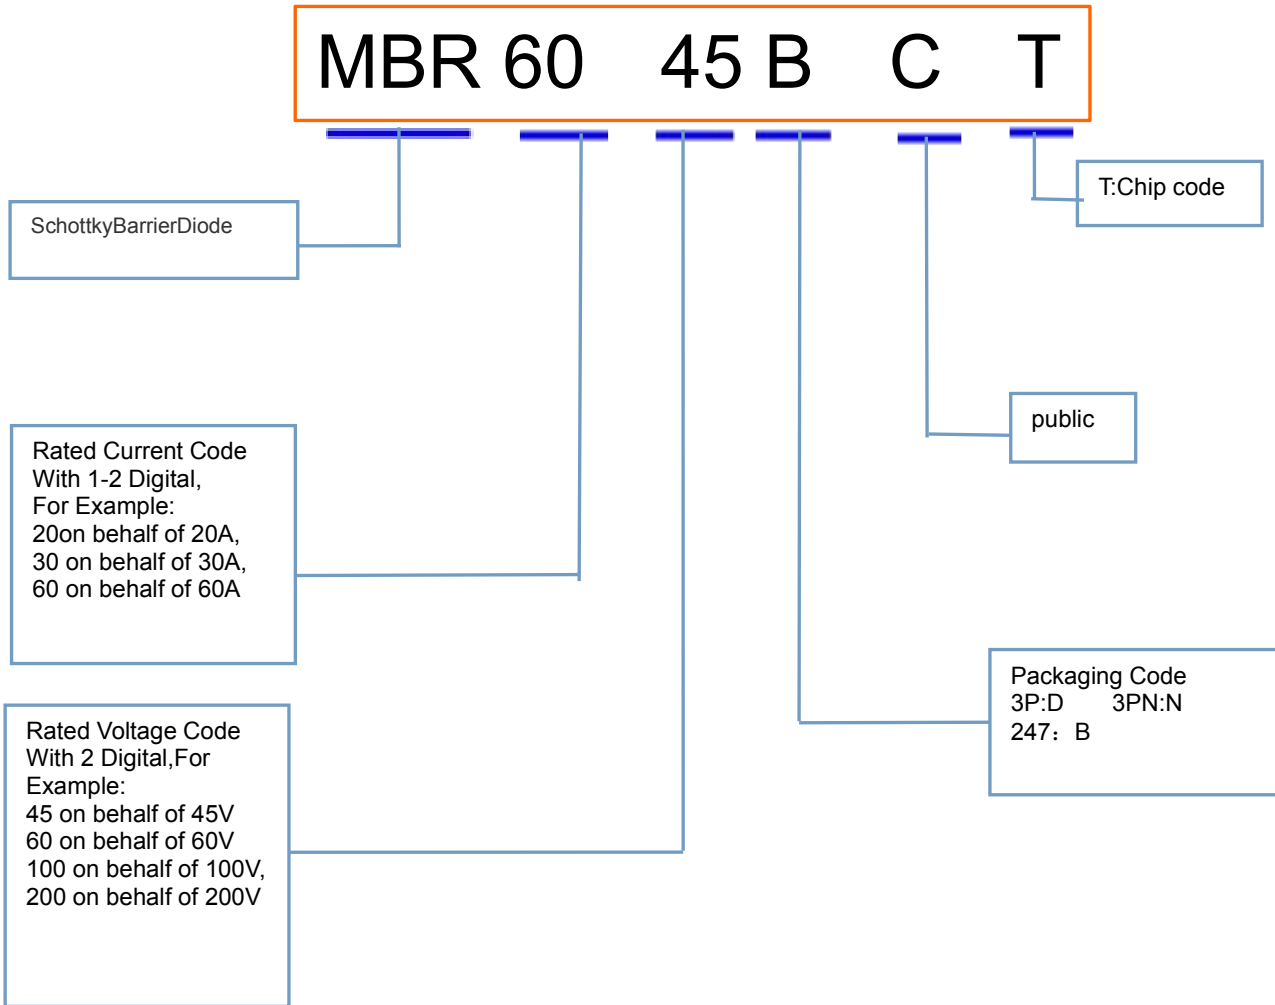 MBR 60 45 B C T
T:Chip code
SchottkyBarrierDiode
public
Rated Current Code
With 1-2 Digital,
For Example:
20on behalf of 20A,
30 on behalf of 30A,
60 on behalf of 60A
Packaging Code
3P:D 3PN:N
247：B
Rated Voltage Code
With 2 Digital,For
Example:
45 on behalf of 45V
60 on behalf of 60V
100 on behalf of 100V,
200 on behalf of 200V